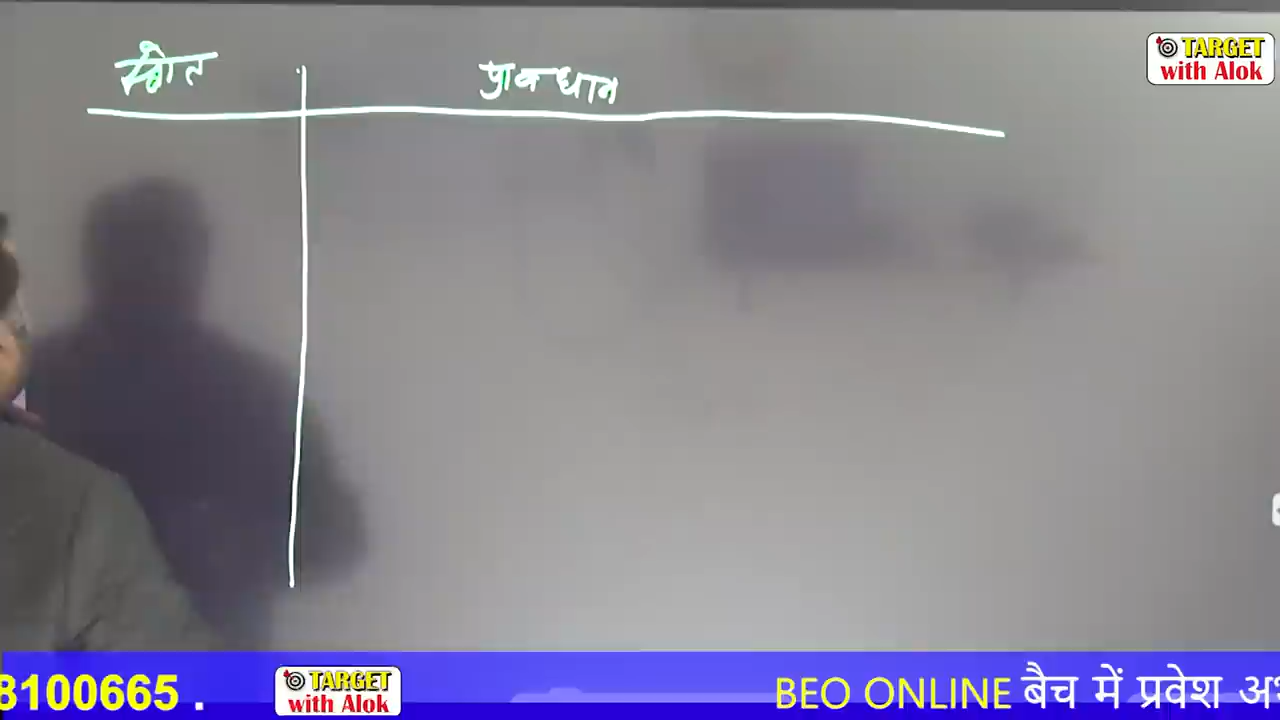 स्त्रोत प्रावधान
TARGET
with Alok
8100665 .
TARGET
with Alok
BEO ONLINE बैच में प्रवेश